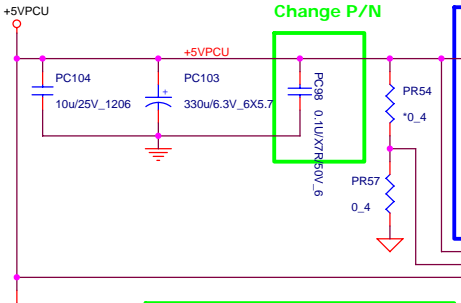 +5VPCU
Change P/N
+5VPCU
PC104
10u/25V_1206
PC103
330u/6.3V_6X5.7
+
PC98 0.1U/X7R/50V_6
PR54
*0_4
PR57
0_4